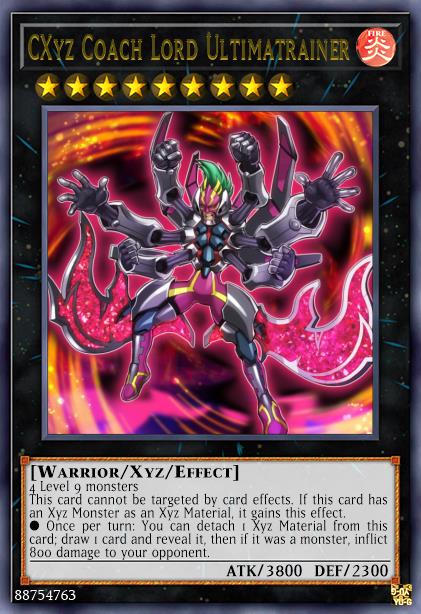 CXyz Coach Lord Ultimatrainer
FIRE
炎
[Warrior/Xyz/Effect]
4 Level 9 monsters
This card cannot be targeted by card effects. If this card has
an Xyz Monster as an Xyz Material, it gains this effect.
● Once per turn: You can detach 1 Xyz Material from this
card; draw 1 card and reveal it, then if it was a monster, inflict
800 damage to your opponent.
ATK/3800 DEF/2300
88754763